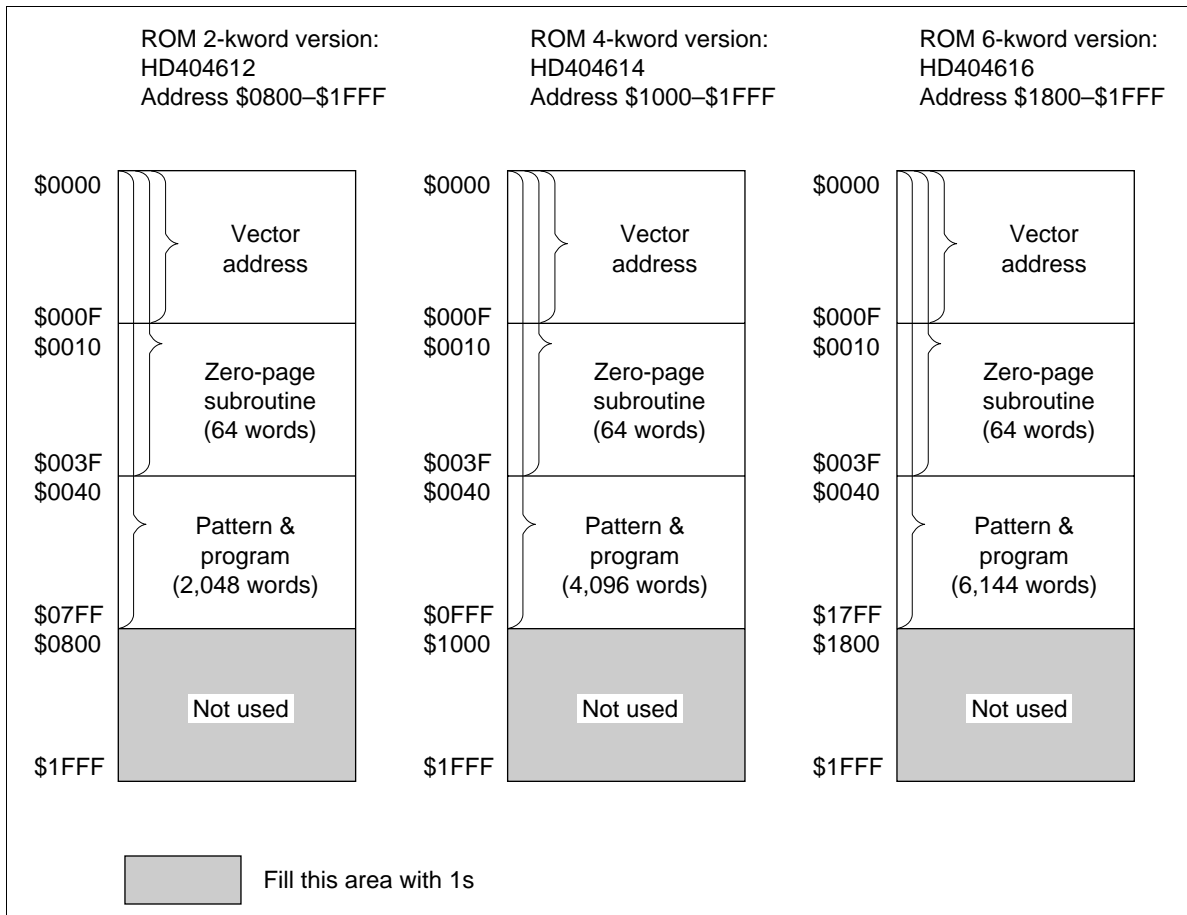 ROM 2-kword version:
HD404612
Address $0800–$1FFF
$0000
Vector
address
$000F
$0010
Zero-page
subroutine
(64 words)
$003F
$0040
Pattern &
program
(2,048 words)
$07FF
$0800
Not used
$1FFF
ROM 4-kword version:
HD404614
Address $1000–$1FFF
$0000
Vector
address
$000F
$0010
Zero-page
subroutine
(64 words)
$003F
$0040
Pattern &
program
(4,096 words)
$0FFF
$1000
Not used
$1FFF
ROM 6-kword version:
HD404616
Address $1800–$1FFF
$0000
Vector
address
$000F
$0010
Zero-page
subroutine
(64 words)
$003F
$0040
Pattern &
program
(6,144 words)
$17FF
$1800
Not used
$1FFF
Fill this area with 1s